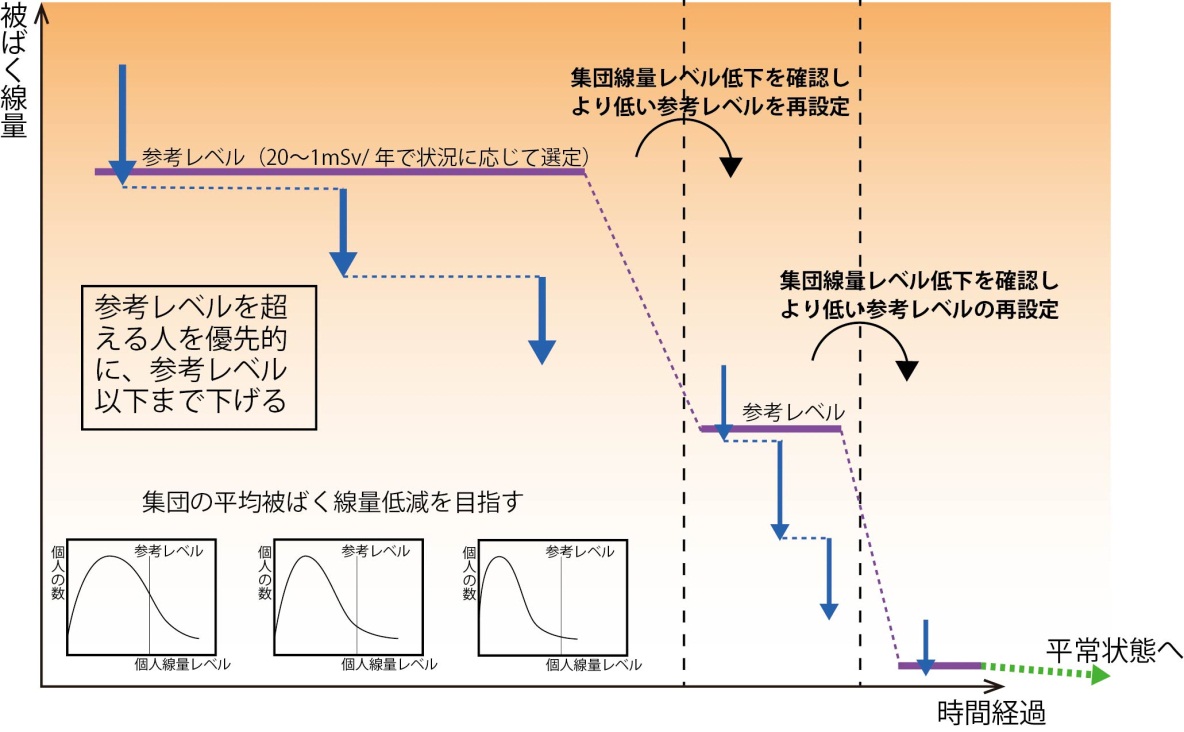 被ばく線量
集団線量レベル低下を確認し
より低い参考レベルを再設定
参考レベル（20〜1mSv/ 年で状況に応じて選定）
集団線量レベル低下を確認し
より低い参考レベルの再設定
参考レベルを超
える人を優先的
に、参考レベル
以下まで下げる
参考レベル
集団の平均被ばく線量低減を目指す
個人の数
参考レベル
個人線量レベル
個人の数
参考レベル
個人線量レベル
個人の数
参考レベル
個人線量レベル
平常状態へ
時間経過